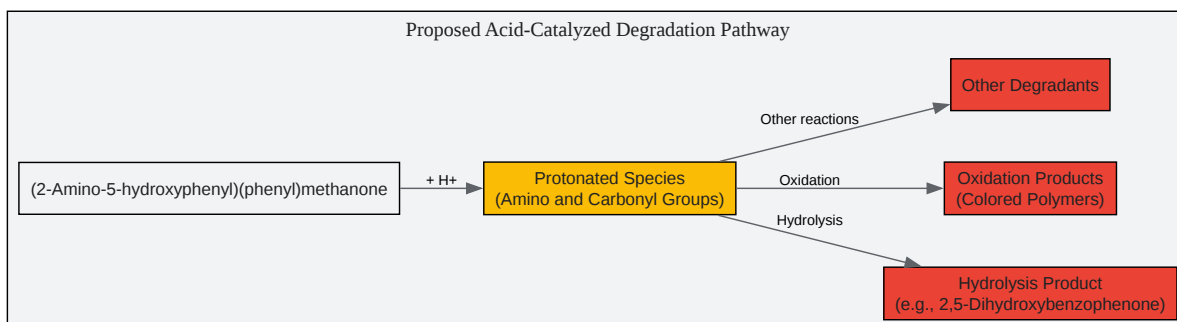 Proposed Acid-Catalyzed Degradation Pathway
Other Degradants
Other reactions
(2-Amino-5-hydroxyphenyl)(phenyl)methanone
+ H+
Protonated Species
(Amino and Carbonyl Groups)
Oxidation
Oxidation Products
(Colored Polymers)
Hydrolysis
Hydrolysis Product
(e.g., 2,5-Dihydroxybenzophenone)